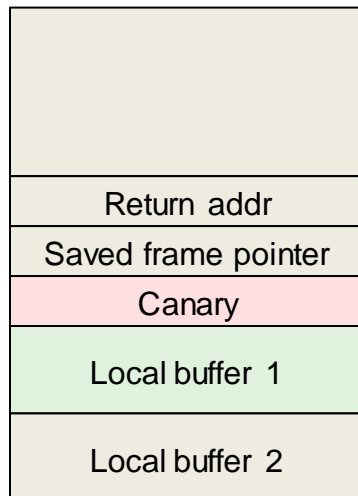 Return addr
Saved frame pointer
Canary
Local buffer 1
Local buffer 2